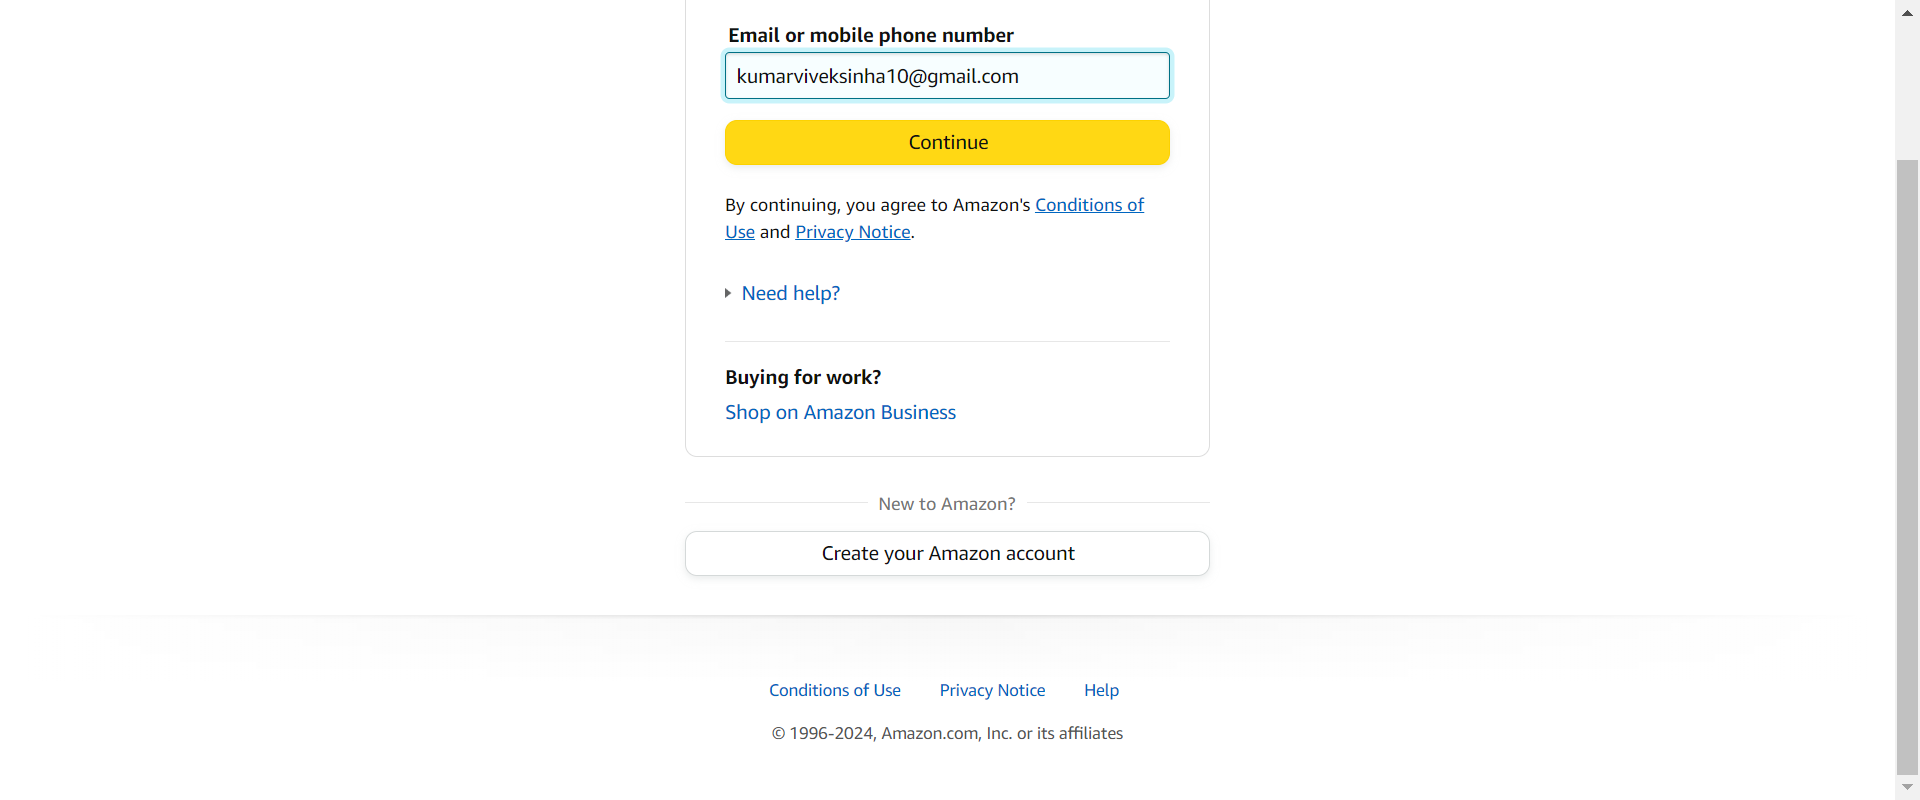 Email or mobile phone number
kumarviveksinha10@gmail.com
Continue
By continuing, you agree to Amazon's Conditions of
Use and Privacy Notice.
Need help?
Buying for work?
Shop on Amazon Business
New to Amazon?
Create your Amazon account
Conditions of Use Privacy Notice Help
© 1996-2024, Amazon.com, Inc. or its affiliates